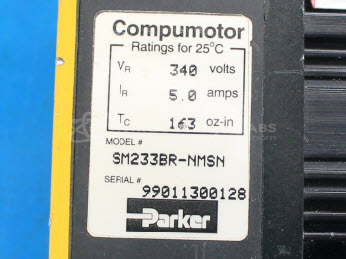 Compumotor
Ratings for 25°C
VR 340 volts
IR 5.0 amps
TC 163 oz-in
MODEL #
SM233BR-NMSN
SERIAL #
99011300128
Parker